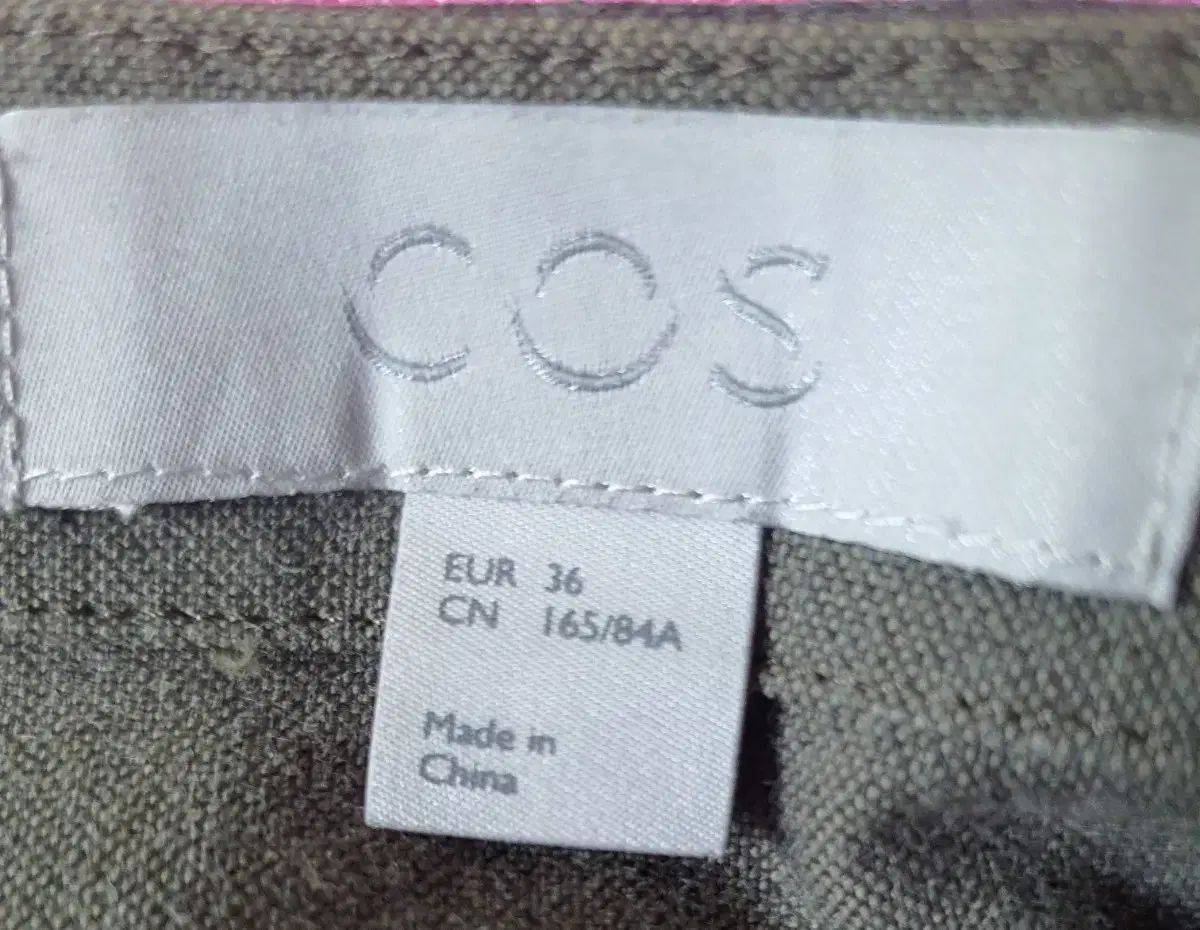 COS
EUR 36
CN 165/84A
Made in
China